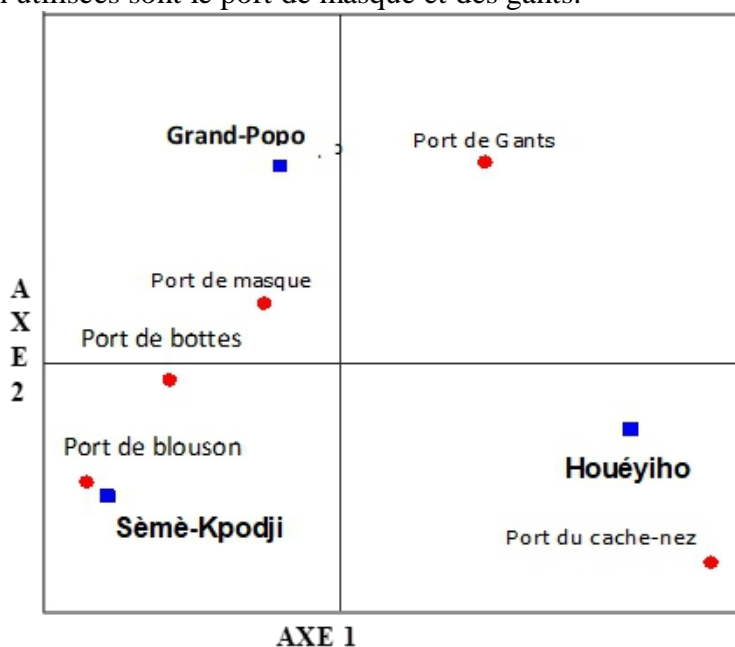 utilisées sont le port de masque et des gants.
Grand-Popo
Port de Gants
Port de masque
Port de bottes
Port de blouson
Sèmè-Kpodji
Houéyiho
Port du cache-nez
AXE 2
AXE 1